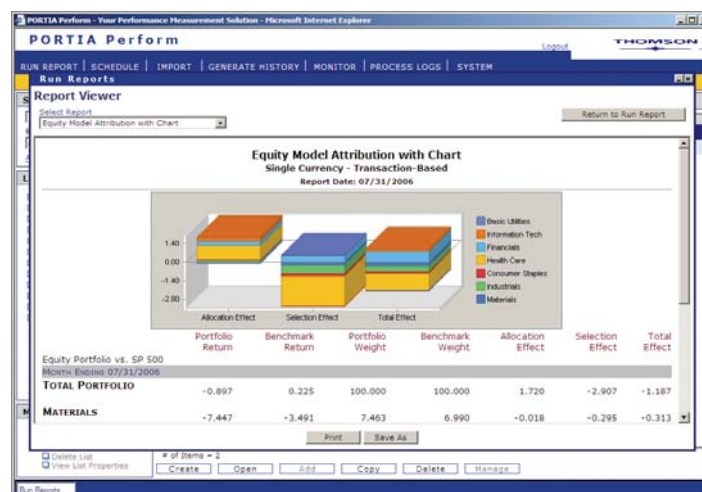 PORTIA Perform - Your Performance Measurement Solution - Microsoft Internet Explorer
PORTIA Perform
Logout
THOMSON
RUN REPORT | SCHEDULE | IMPORT | GENERATE HISTORY | MONITOR | PROCESS LOGS | SYSTEM
Run Reports
Report Viewer
Select Report
Equity Model Attribution with Chart
Return to Run Report
Equity Model Attribution with Chart
Single Currency - Transaction-Based
Report Date: 07/31/2006
1.40
0.00
-1.40
-2.80
Allocation Effect Selection Effect Total Effect
Basic Utilities
Information Tech
Financials
Health Care
Consumer Staples
Industrials
Materials
Portfolio Return Benchmark Return Portfolio Weight Benchmark Weight Allocation Effect Selection Effect Total Effect
Equity Portfolio vs. SP 500
MONTH ENDING 07/31/2006
TOTAL PORTFOLIO -0.897 0.225 100.000 100.000 1.720 -2.907 -1.187
MATERIALS -7.447 -3.491 7.463 6.990 -0.018 -0.295 -0.313
Print Save As
Delete List
View List Properties
# of Items = 2
Create Open Add Copy Delete Manage
Run Reports